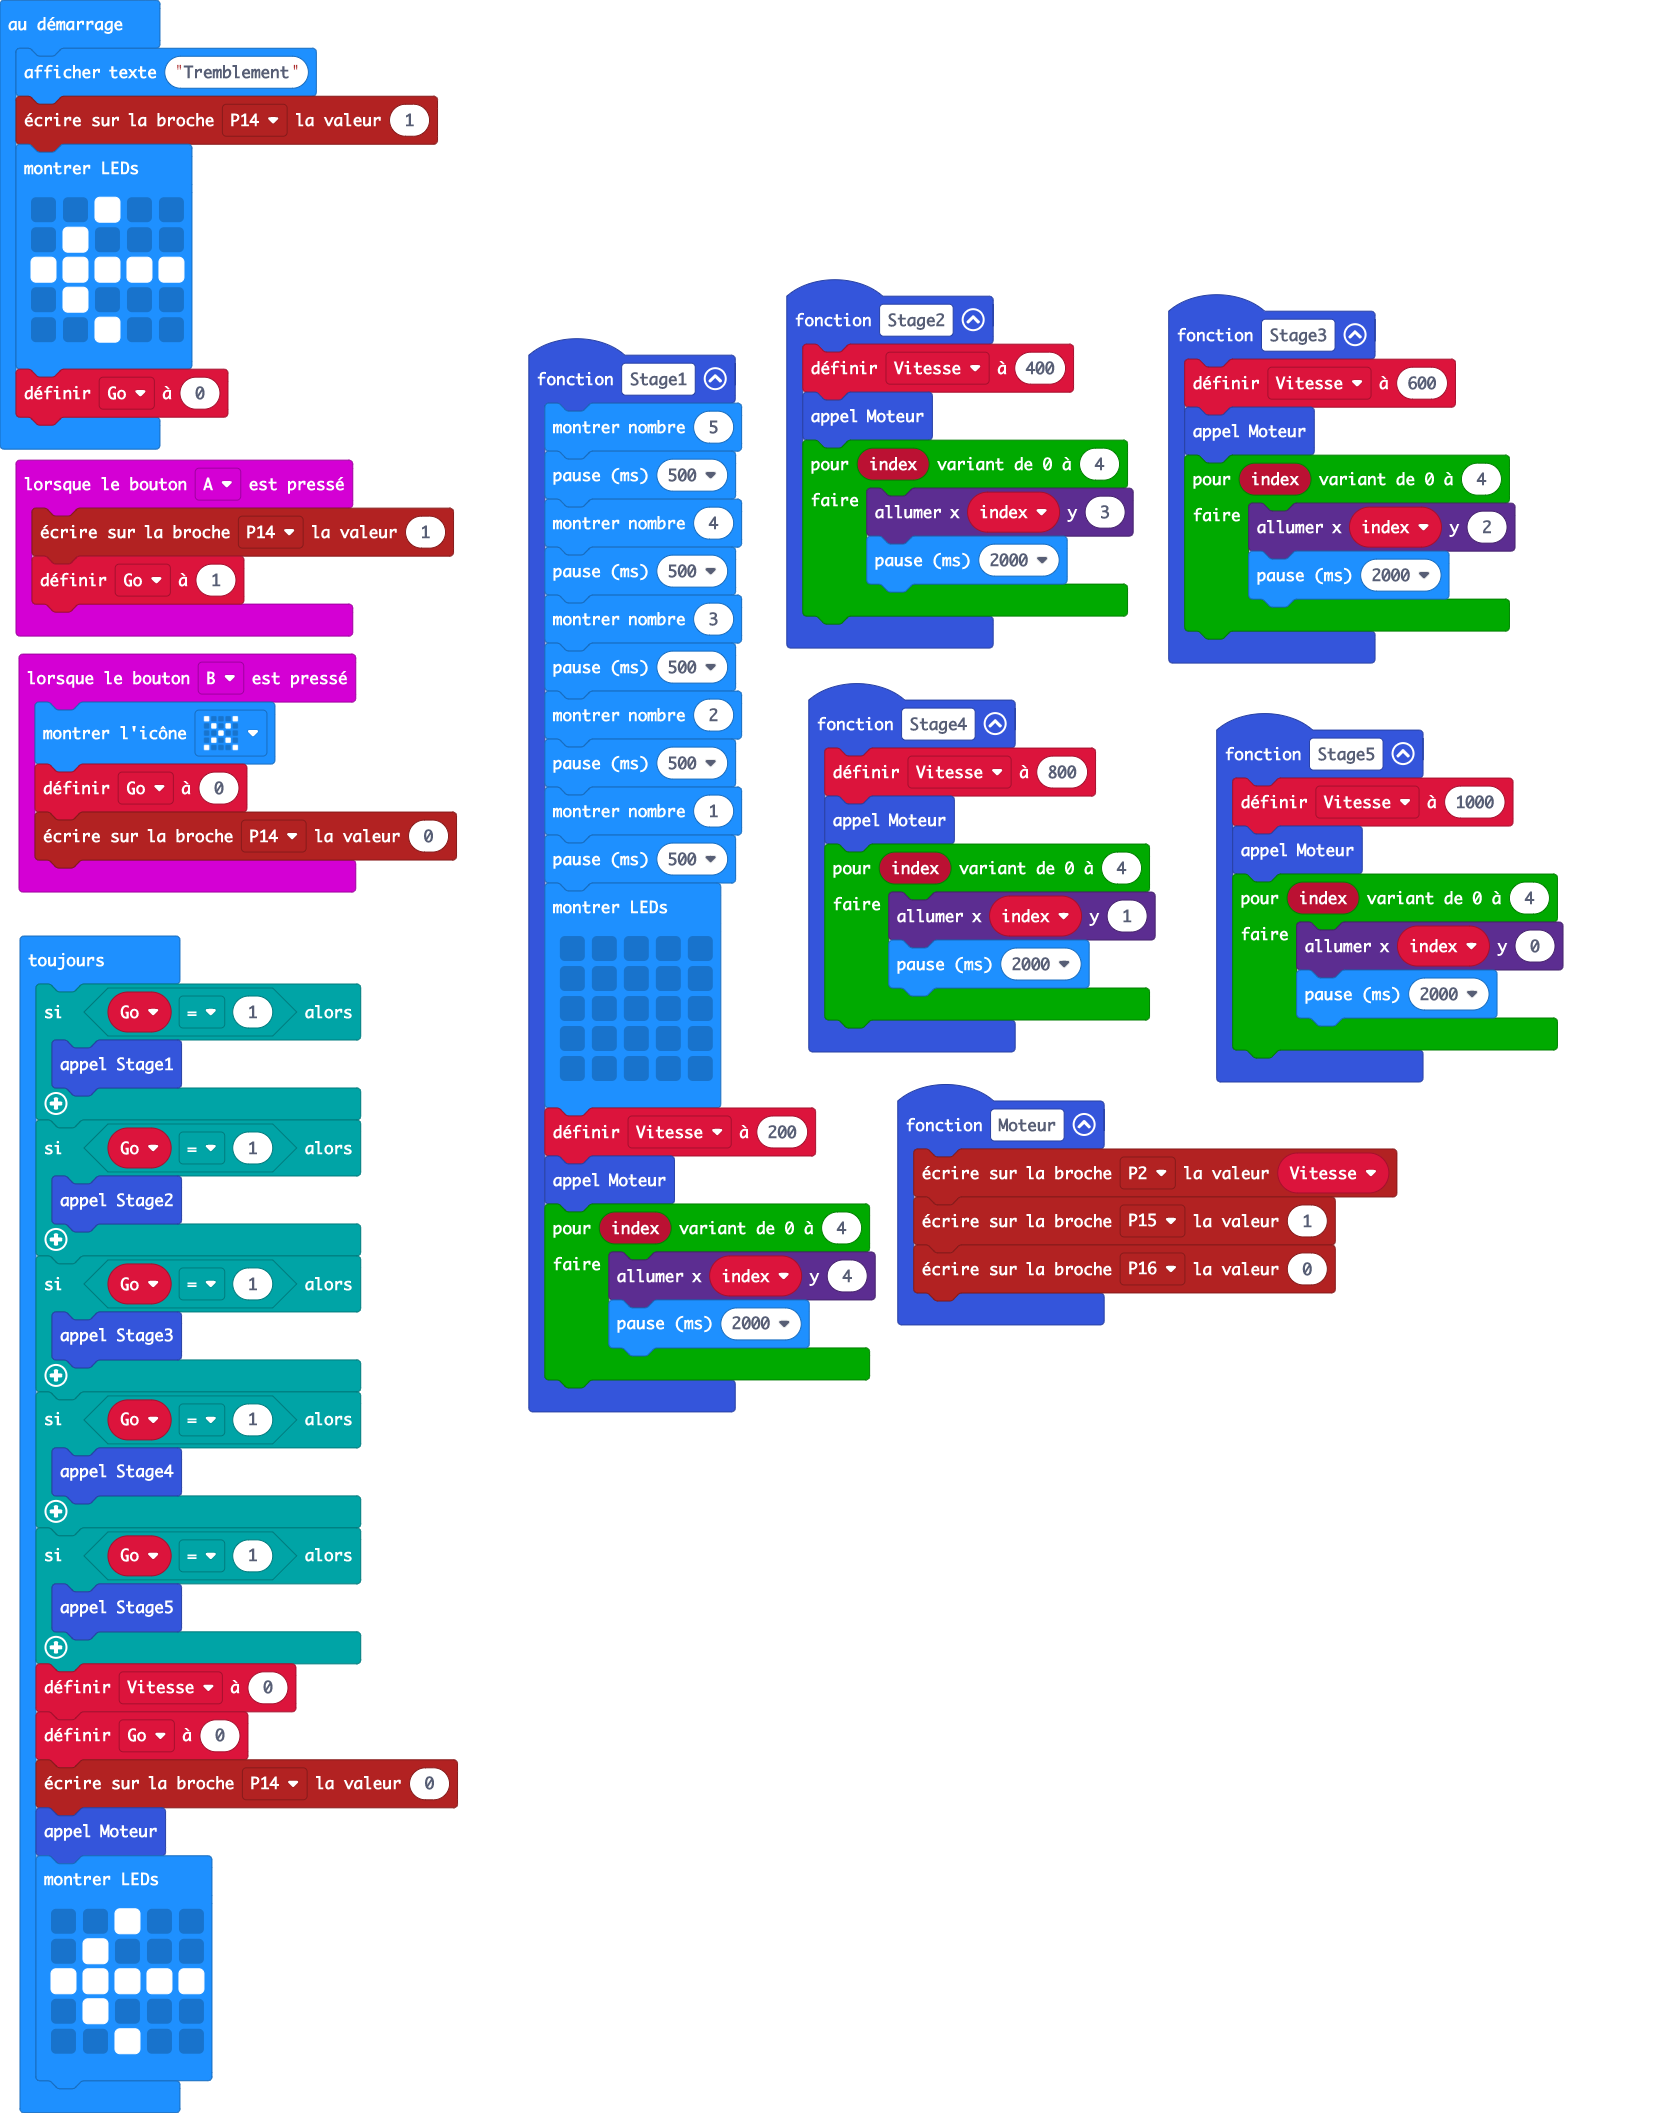 au démarrage
afficher texte "Tremblement"
écrire sur la broche P14 la valeur 1
montrer LEDs
définir Go à 0
lorsque le bouton A est pressé
écrire sur la broche P14 la valeur 1
définir Go à 1
lorsque le bouton B est pressé
montrer l'icône
définir Go à 0
écrire sur la broche P14 la valeur 0
toujours
si Go = 1 alors
appel Stage1
si Go = 1 alors
appel Stage2
si Go = 1 alors
appel Stage3
si Go = 1 alors
appel Stage4
si Go = 1 alors
appel Stage5
définir Vitesse à 0
définir Go à 0
écrire sur la broche P14 la valeur 0
appel Moteur
montrer LEDs
fonction Stage1
montrer nombre 5
pause (ms) 500
montrer nombre 4
pause (ms) 500
montrer nombre 3
pause (ms) 500
montrer nombre 2
pause (ms) 500
montrer nombre 1
pause (ms) 500
montrer LEDs
définir Vitesse à 200
appel Moteur
pour index variant de 0 à 4
faire
allumer x index y 4
pause (ms) 2000
fonction Stage2
définir Vitesse à 400
appel Moteur
pour index variant de 0 à 4
faire
allumer x index y 3
pause (ms) 2000
fonction Stage3
définir Vitesse à 600
appel Moteur
pour index variant de 0 à 4
faire
allumer x index y 2
pause (ms) 2000
fonction Stage4
définir Vitesse à 800
appel Moteur
pour index variant de 0 à 4
faire
allumer x index y 1
pause (ms) 2000
fonction Stage5
définir Vitesse à 1000
appel Moteur
pour index variant de 0 à 4
faire
allumer x index y 0
pause (ms) 2000
fonction Moteur
écrire sur la broche P2 la valeur Vitesse
écrire sur la broche P15 la valeur 1
écrire sur la broche P16 la valeur 0